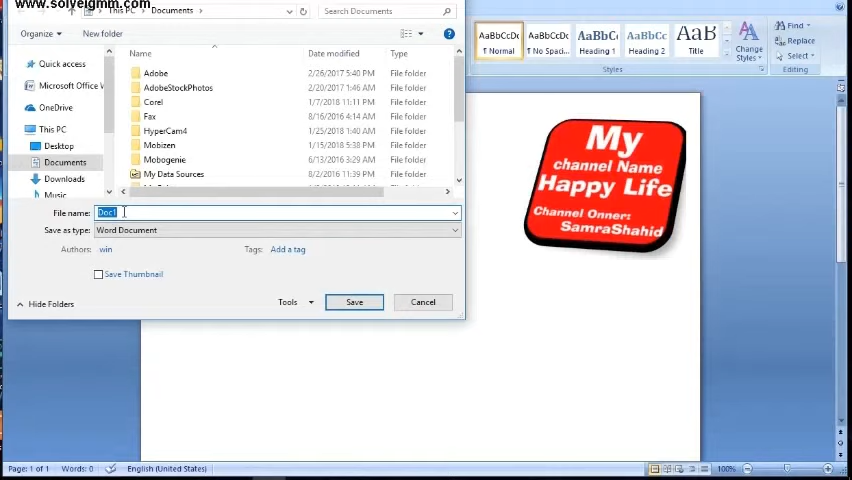 www.solveigmm.com
This PC
Documents
Search Documents
Organize
New folder
Name
Date modified
Type
Quick access
Microsoft Office W
OneDrive
This PC
Desktop
Documents
Downloads
Music
Adobe 2/26/2017 5:40 PM File folder
AdobeStockPhotos 2/20/2017 1:46 AM File folder
Corel 1/7/2018 11:11 PM File folder
Fax 8/16/2016 4:14 AM File folder
HyperCam4 1/25/2018 1:40 AM File folder
Mobizen 1/15/2018 5:38 PM File folder
Mobogenie 6/13/2016 3:29 AM File folder
My Data Sources 8/2/2016 11:39 PM File folder
File name: Doc1
Save as type: Word Document
Authors: win
Tags: Add a tag
Save Thumbnail
Hide Folders
Tools
Save
Cancel
AaBbCcDc AaBbCcDc AaBbCc AaBbCc AaB
¶ Normal ¶ No Spaci... Heading 1 Heading 2 Title
Change
Styles
Styles
Find
Replace
Select
Editing
My
channel Name
Happy Life
Channel Onner:
SamraShahid
Page: 1 of 1 Words: 0 English (United States) 100%